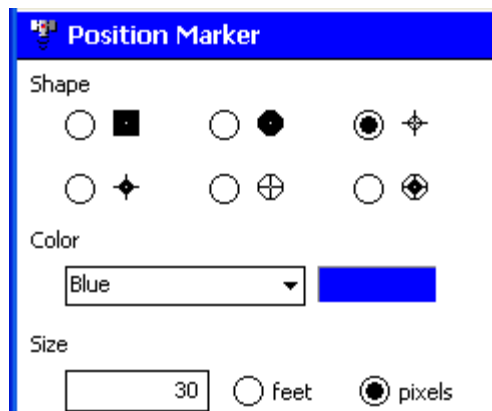 Position Marker
Shape
Color
Blue
Size
30 feet pixels